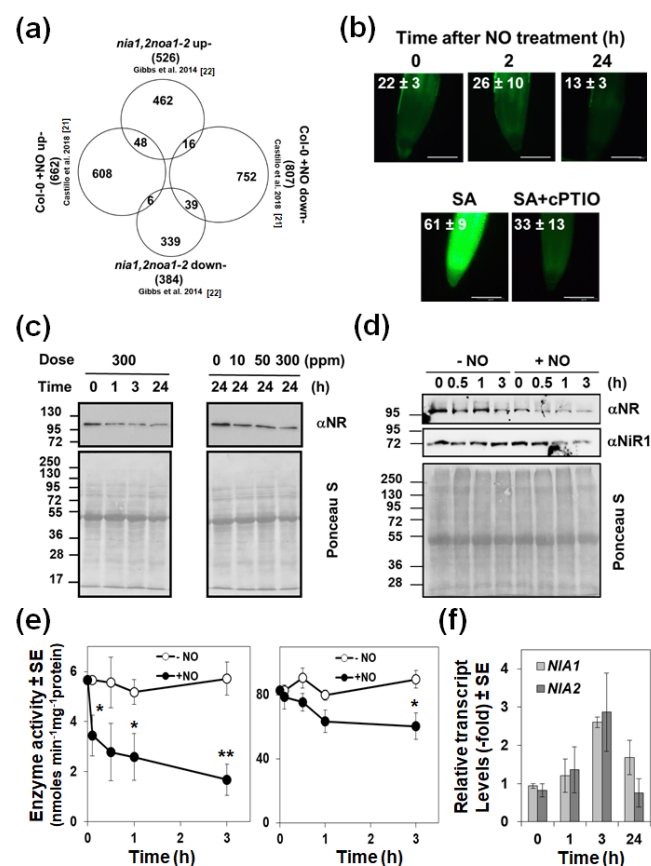 (a)
nia1,2noa1-2 up-
(526)
Gibbs et al. 2014 [22]
462
Col-0 +NO up-
(662)
Castillo et al. 2018 [21]
48
16
608
752
6
39
339
Col-0 +NO down-
(807)
Castillo et al. 2018 [21]
nia1,2noa1-2 down-
(384)
Gibbs et al. 2014 [22]
(b)
Time after NO treatment (h)
0 2 24
22 ± 3
26 ± 10
13 ± 3
SA SA+cPTIO
61 ± 9
33 ± 13
(c)
Dose 300 0 10 50 300 (ppm)
Time 0 1 3 24 24 24 24 24 (h)
130
95
72
αNR
250
130
95
72
55
36
28
17
Ponceau S
(d)
- NO + NO
0 0.5 1 3 0 0.5 1 3 (h)
95
αNR
72
αNiR1
250
130
95
72
55
36
28
Ponceau S
(e)
Enzyme activity ± SE
(nmoles min-1mg-1protein)
8
6
4
2
0
- NO
+NO
*
*
**
0 1 2 3
Time (h)
80
40
0
- NO
+NO
*
0 1 2 3
Time (h)
(f)
Relative transcript
Levels (-fold) ± SE
4
3
2
1
0
NIA1
NIA2
0 1 3 24
Time (h)